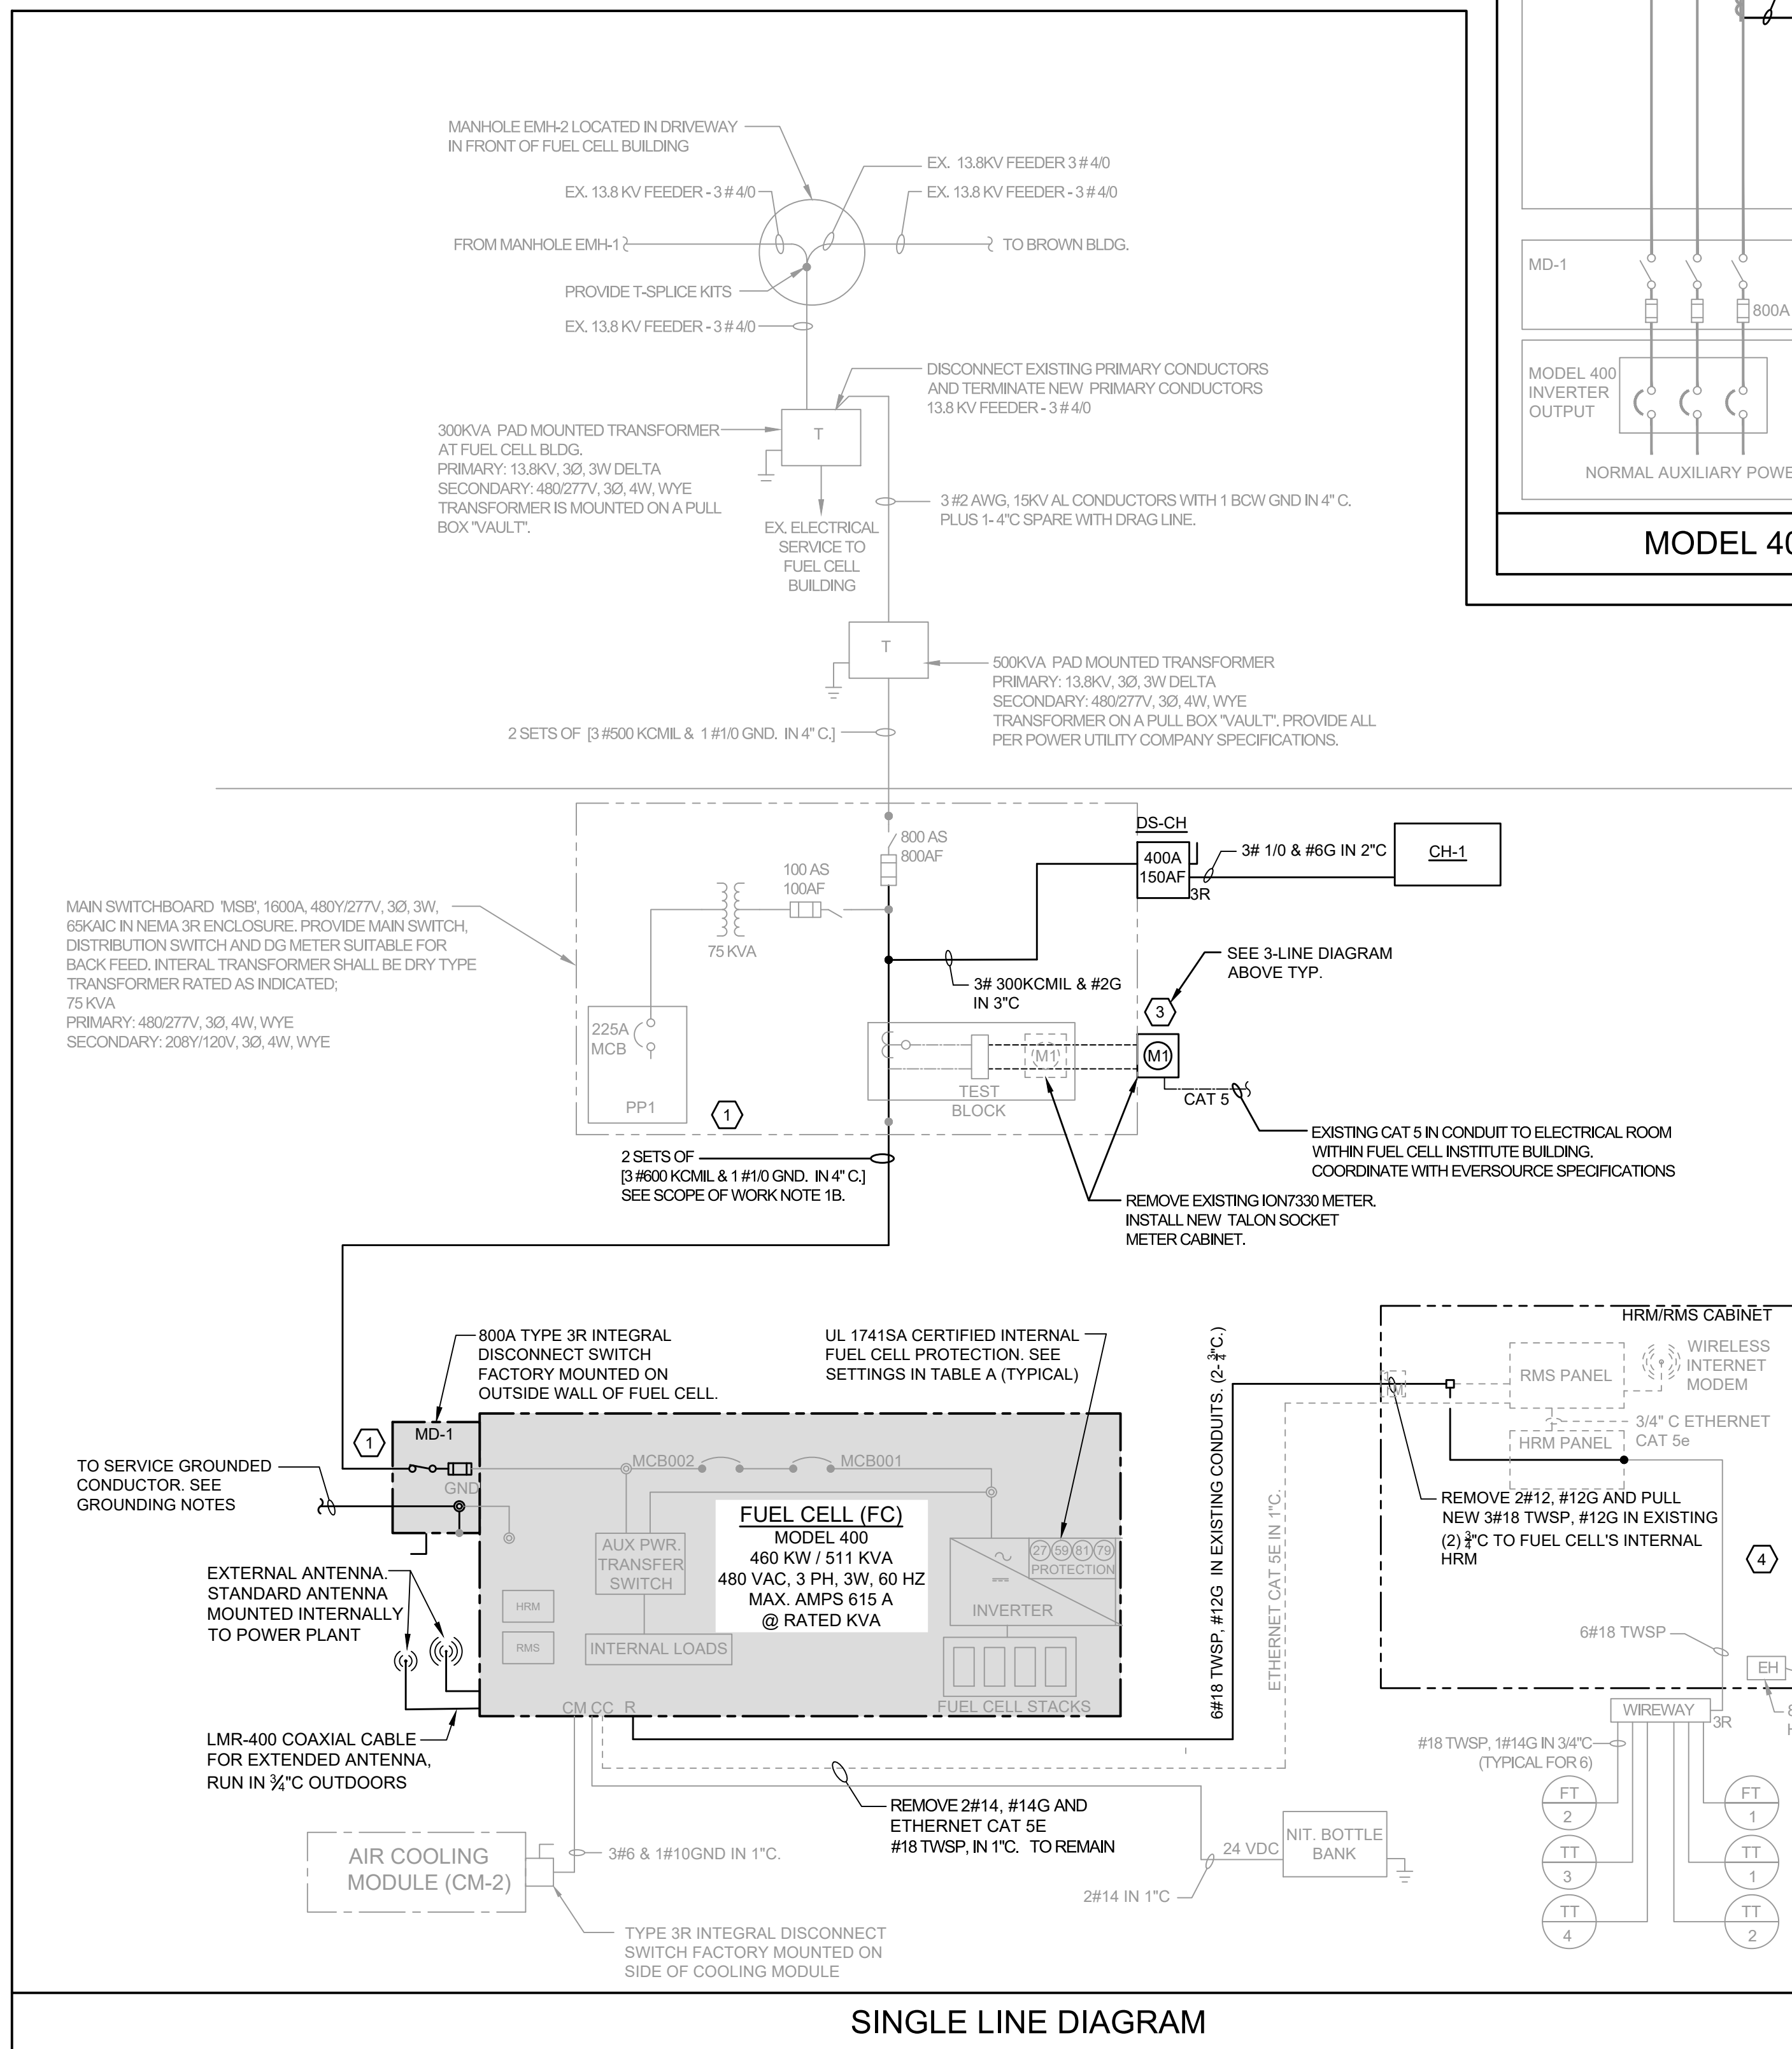 MANHOLE EMH-2 LOCATED IN DRIVEWAY
IN FRONT OF FUEL CELL BUILDING
EX. 13.8KV FEEDER 3 # 4/0
EX. 13.8 KV FEEDER - 3 # 4/0
EX. 13.8 KV FEEDER - 3 # 4/0
FROM MANHOLE EMH-1
TO BROWN BLDG.
PROVIDE T-SPLICE KITS
EX. 13.8 KV FEEDER - 3 # 4/0
DISCONNECT EXISTING PRIMARY CONDUCTORS
AND TERMINATE NEW PRIMARY CONDUCTORS
13.8 KV FEEDER - 3 # 4/0
T
300KVA PAD MOUNTED TRANSFORMER
AT FUEL CELL BLDG.
PRIMARY: 13.8KV, 3Ø, 3W DELTA
SECONDARY: 480/277V, 3Ø, 4W, WYE
TRANSFORMER IS MOUNTED ON A PULL
BOX "VAULT".
EX. ELECTRICAL
SERVICE TO
FUEL CELL
BUILDING
3 #2 AWG, 15KV AL CONDUCTORS WITH 1 BCW GND IN 4" C.
PLUS 1- 4"C SPARE WITH DRAG LINE.
MD-1
800A
MODEL 400
INVERTER
OUTPUT
NORMAL AUXILIARY POWE
MODEL 40
T
500KVA PAD MOUNTED TRANSFORMER
PRIMARY: 13.8KV, 3Ø, 3W DELTA
SECONDARY: 480/277V, 3Ø, 4W, WYE
TRANSFORMER ON A PULL BOX "VAULT". PROVIDE ALL
PER POWER UTILITY COMPANY SPECIFICATIONS.
2 SETS OF [3 #500 KCMIL & 1 #1/0 GND. IN 4" C.]
800 AS
800AF
100 AS
100AF
75 KVA
DS-CH
400A
150AF
3R
3# 1/0 & #6G IN 2"C
CH-1
MAIN SWITCHBOARD 'MSB', 1600A, 480Y/277V, 3Ø, 3W,
65KAIC IN NEMA 3R ENCLOSURE. PROVIDE MAIN SWITCH,
DISTRIBUTION SWITCH AND DG METER SUITABLE FOR
BACK FEED. INTERAL TRANSFORMER SHALL BE DRY TYPE
TRANSFORMER RATED AS INDICATED;
75 KVA
PRIMARY: 480/277V, 3Ø, 4W, WYE
SECONDARY: 208Y/120V, 3Ø, 4W, WYE
3# 300KCMIL & #2G
IN 3"C
SEE 3-LINE DIAGRAM
ABOVE TYP.
3
225A
MCB
PP1
1
M1
TEST
BLOCK
M1
CAT 5
EXISTING CAT 5 IN CONDUIT TO ELECTRICAL ROOM
WITHIN FUEL CELL INSTITUTE BUILDING.
COORDINATE WITH EVERSOURCE SPECIFICATIONS
2 SETS OF
[3 #600 KCMIL & 1 #1/0 GND. IN 4" C.]
SEE SCOPE OF WORK NOTE 1B.
REMOVE EXISTING ION7330 METER.
INSTALL NEW TALON SOCKET
METER CABINET.
800A TYPE 3R INTEGRAL
DISCONNECT SWITCH
FACTORY MOUNTED ON
OUTSIDE WALL OF FUEL CELL.
UL 1741SA CERTIFIED INTERNAL
FUEL CELL PROTECTION. SEE
SETTINGS IN TABLE A (TYPICAL)
1
MD-1
GND
TO SERVICE GROUNDED
CONDUCTOR. SEE
GROUNDING NOTES
MCB002
MCB001
FUEL CELL (FC)
MODEL 400
460 KW / 511 KVA
480 VAC, 3 PH, 3W, 60 HZ
MAX. AMPS 615 A
@ RATED KVA
AUX PWR.
TRANSFER
SWITCH
INTERNAL LOADS
HRM
RMS
27 59 81 79
PROTECTION
INVERTER
FUEL CELL STACKS
CM CC R
EXTERNAL ANTENNA.
STANDARD ANTENNA
MOUNTED INTERNALLY
TO POWER PLANT
LMR-400 COAXIAL CABLE
FOR EXTENDED ANTENNA,
RUN IN ¾"C OUTDOORS
6#18 TWSP, #12G IN EXISTING CONDUITS. (2- ¾"C.)
ETHERNET CAT 5E IN 1"C.
HRM/RMS CABINET
RMS PANEL
WIRELESS
INTERNET
MODEM
3/4" C ETHERNET
CAT 5e
HRM PANEL
REMOVE 2#12, #12G AND PULL
NEW 3#18 TWSP, #12G IN EXISTING
(2) ¾"C TO FUEL CELL'S INTERNAL
HRM
4
6#18 TWSP
EH
WIREWAY
3R
#18 TWSP, 1#14G IN 3/4"C
(TYPICAL FOR 6)
FT
2
TT
3
TT
4
FT
1
TT
1
TT
2
REMOVE 2#14, #14G AND
ETHERNET CAT 5E
#18 TWSP, IN 1"C. TO REMAIN
AIR COOLING
MODULE (CM-2)
3#6 & 1#10GND IN 1"C.
TYPE 3R INTEGRAL DISCONNECT
SWITCH FACTORY MOUNTED ON
SIDE OF COOLING MODULE
24 VDC
2#14 IN 1"C
NIT. BOTTLE
BANK
SINGLE LINE DIAGRAM